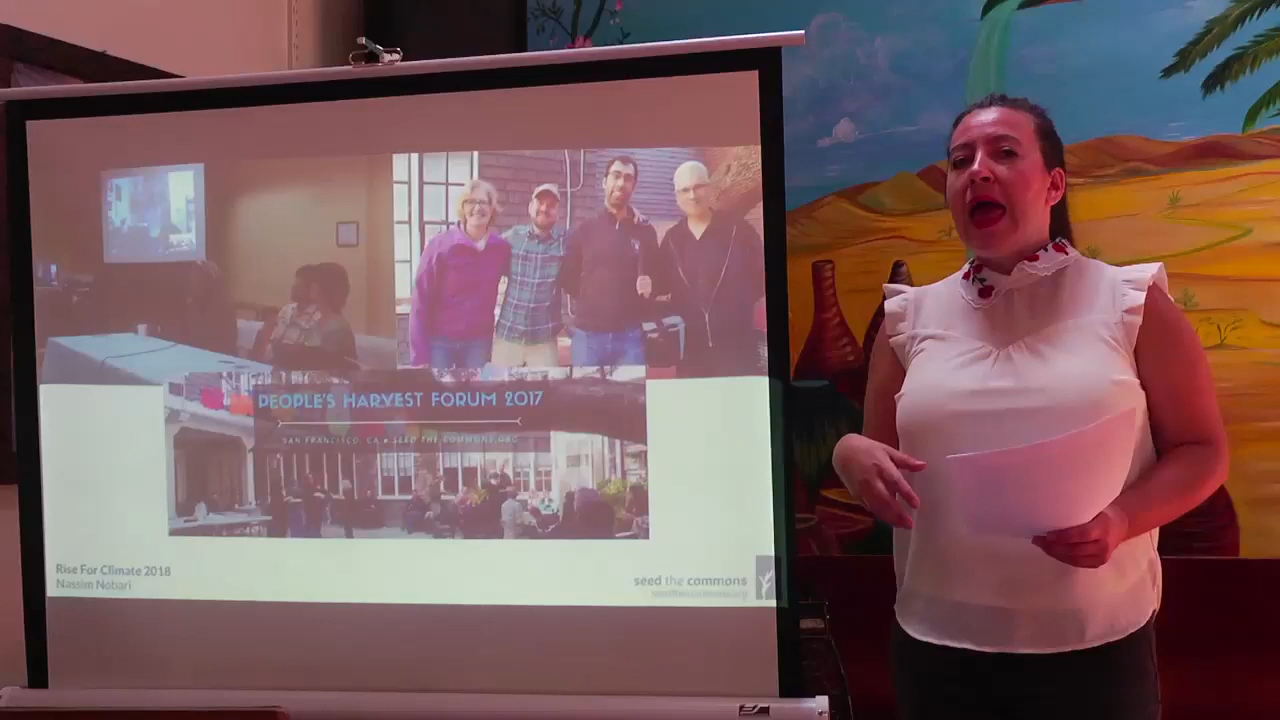 PEOPLE'S HARVEST FORUM 2017
SAN FRANCISCO, CA • SEED THE COMMONS.ORG
Rise For Climate 2018
Nassim Nobari
seed the commons